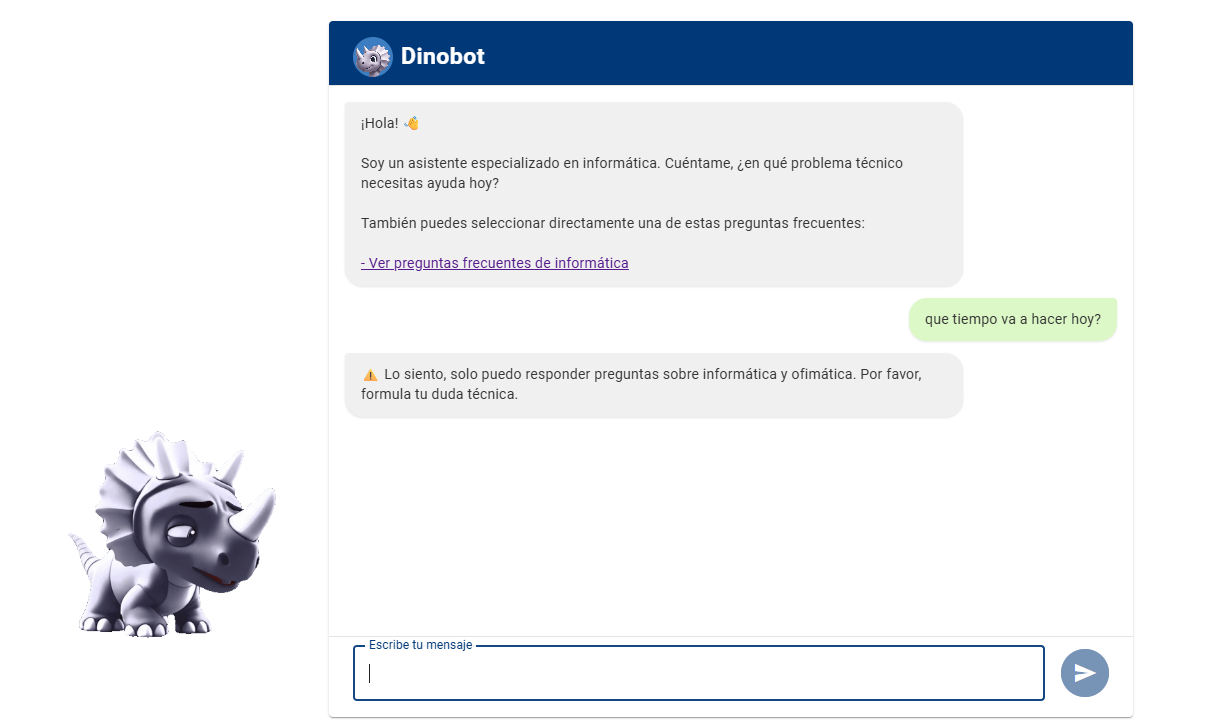 Dinobot
¡Hola! 👋
Soy un asistente especializado en informática. Cuéntame, ¿en qué problema técnico
necesitas ayuda hoy?
También puedes seleccionar directamente una de estas preguntas frecuentes:
- Ver preguntas frecuentes de informática
que tiempo va a hacer hoy?
⚠️ Lo siento, solo puedo responder preguntas sobre informática y ofimática. Por favor,
formula tu duda técnica.
Escribe tu mensaje